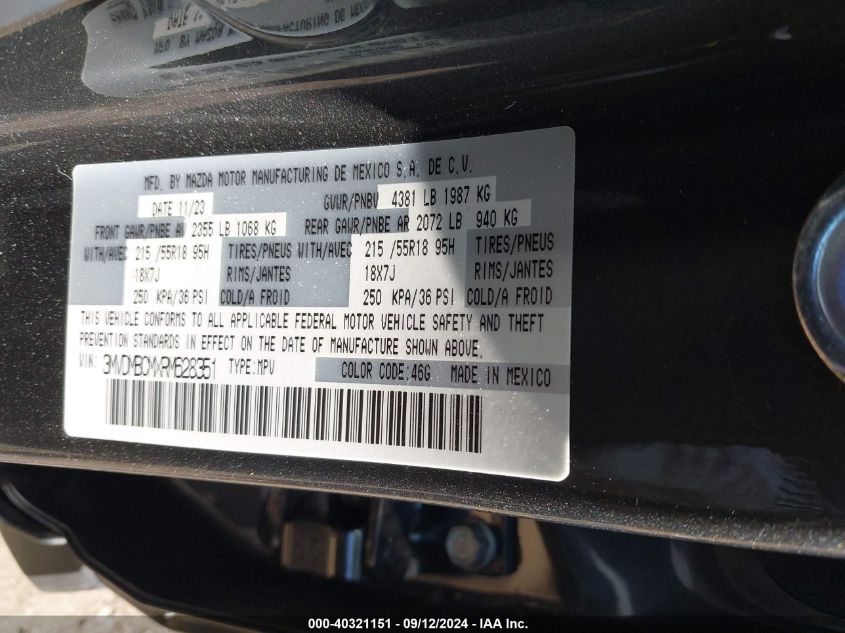 MFD. BY MAZDA MOTOR MANUFACTURING DE MEXICO S.A. DE C.V.
DATE 11/23 GVWR/PNBV 4381 LB 1987 KG
FRONT GAWR/PNBE AV 2355 LB 1068 KG REAR GAWR/PNBE AR 2072 LB 940 KG
WITH/AVEC 215 /55R18 95H TIRES/PNEUS WITH/AVEC 215 /55R18 95H TIRES/PNEUS
18X7J RIMS/JANTES 18X7J RIMS/JANTES
250 KPA/36 PSI COLD/A FROID 250 KPA/36 PSI COLD/A FROID
THIS VEHICLE CONFORMS TO ALL APPLICABLE FEDERAL MOTOR VEHICLE SAFETY AND THEFT
PREVENTION STANDARDS IN EFFECT ON THE DATE OF MANUFACTURE SHOWN ABOVE.
VIN: TYPE:MPV COLOR CODE:46G MADE IN MEXICO
000-40321151 - 09/12/2024 - IAA Inc.